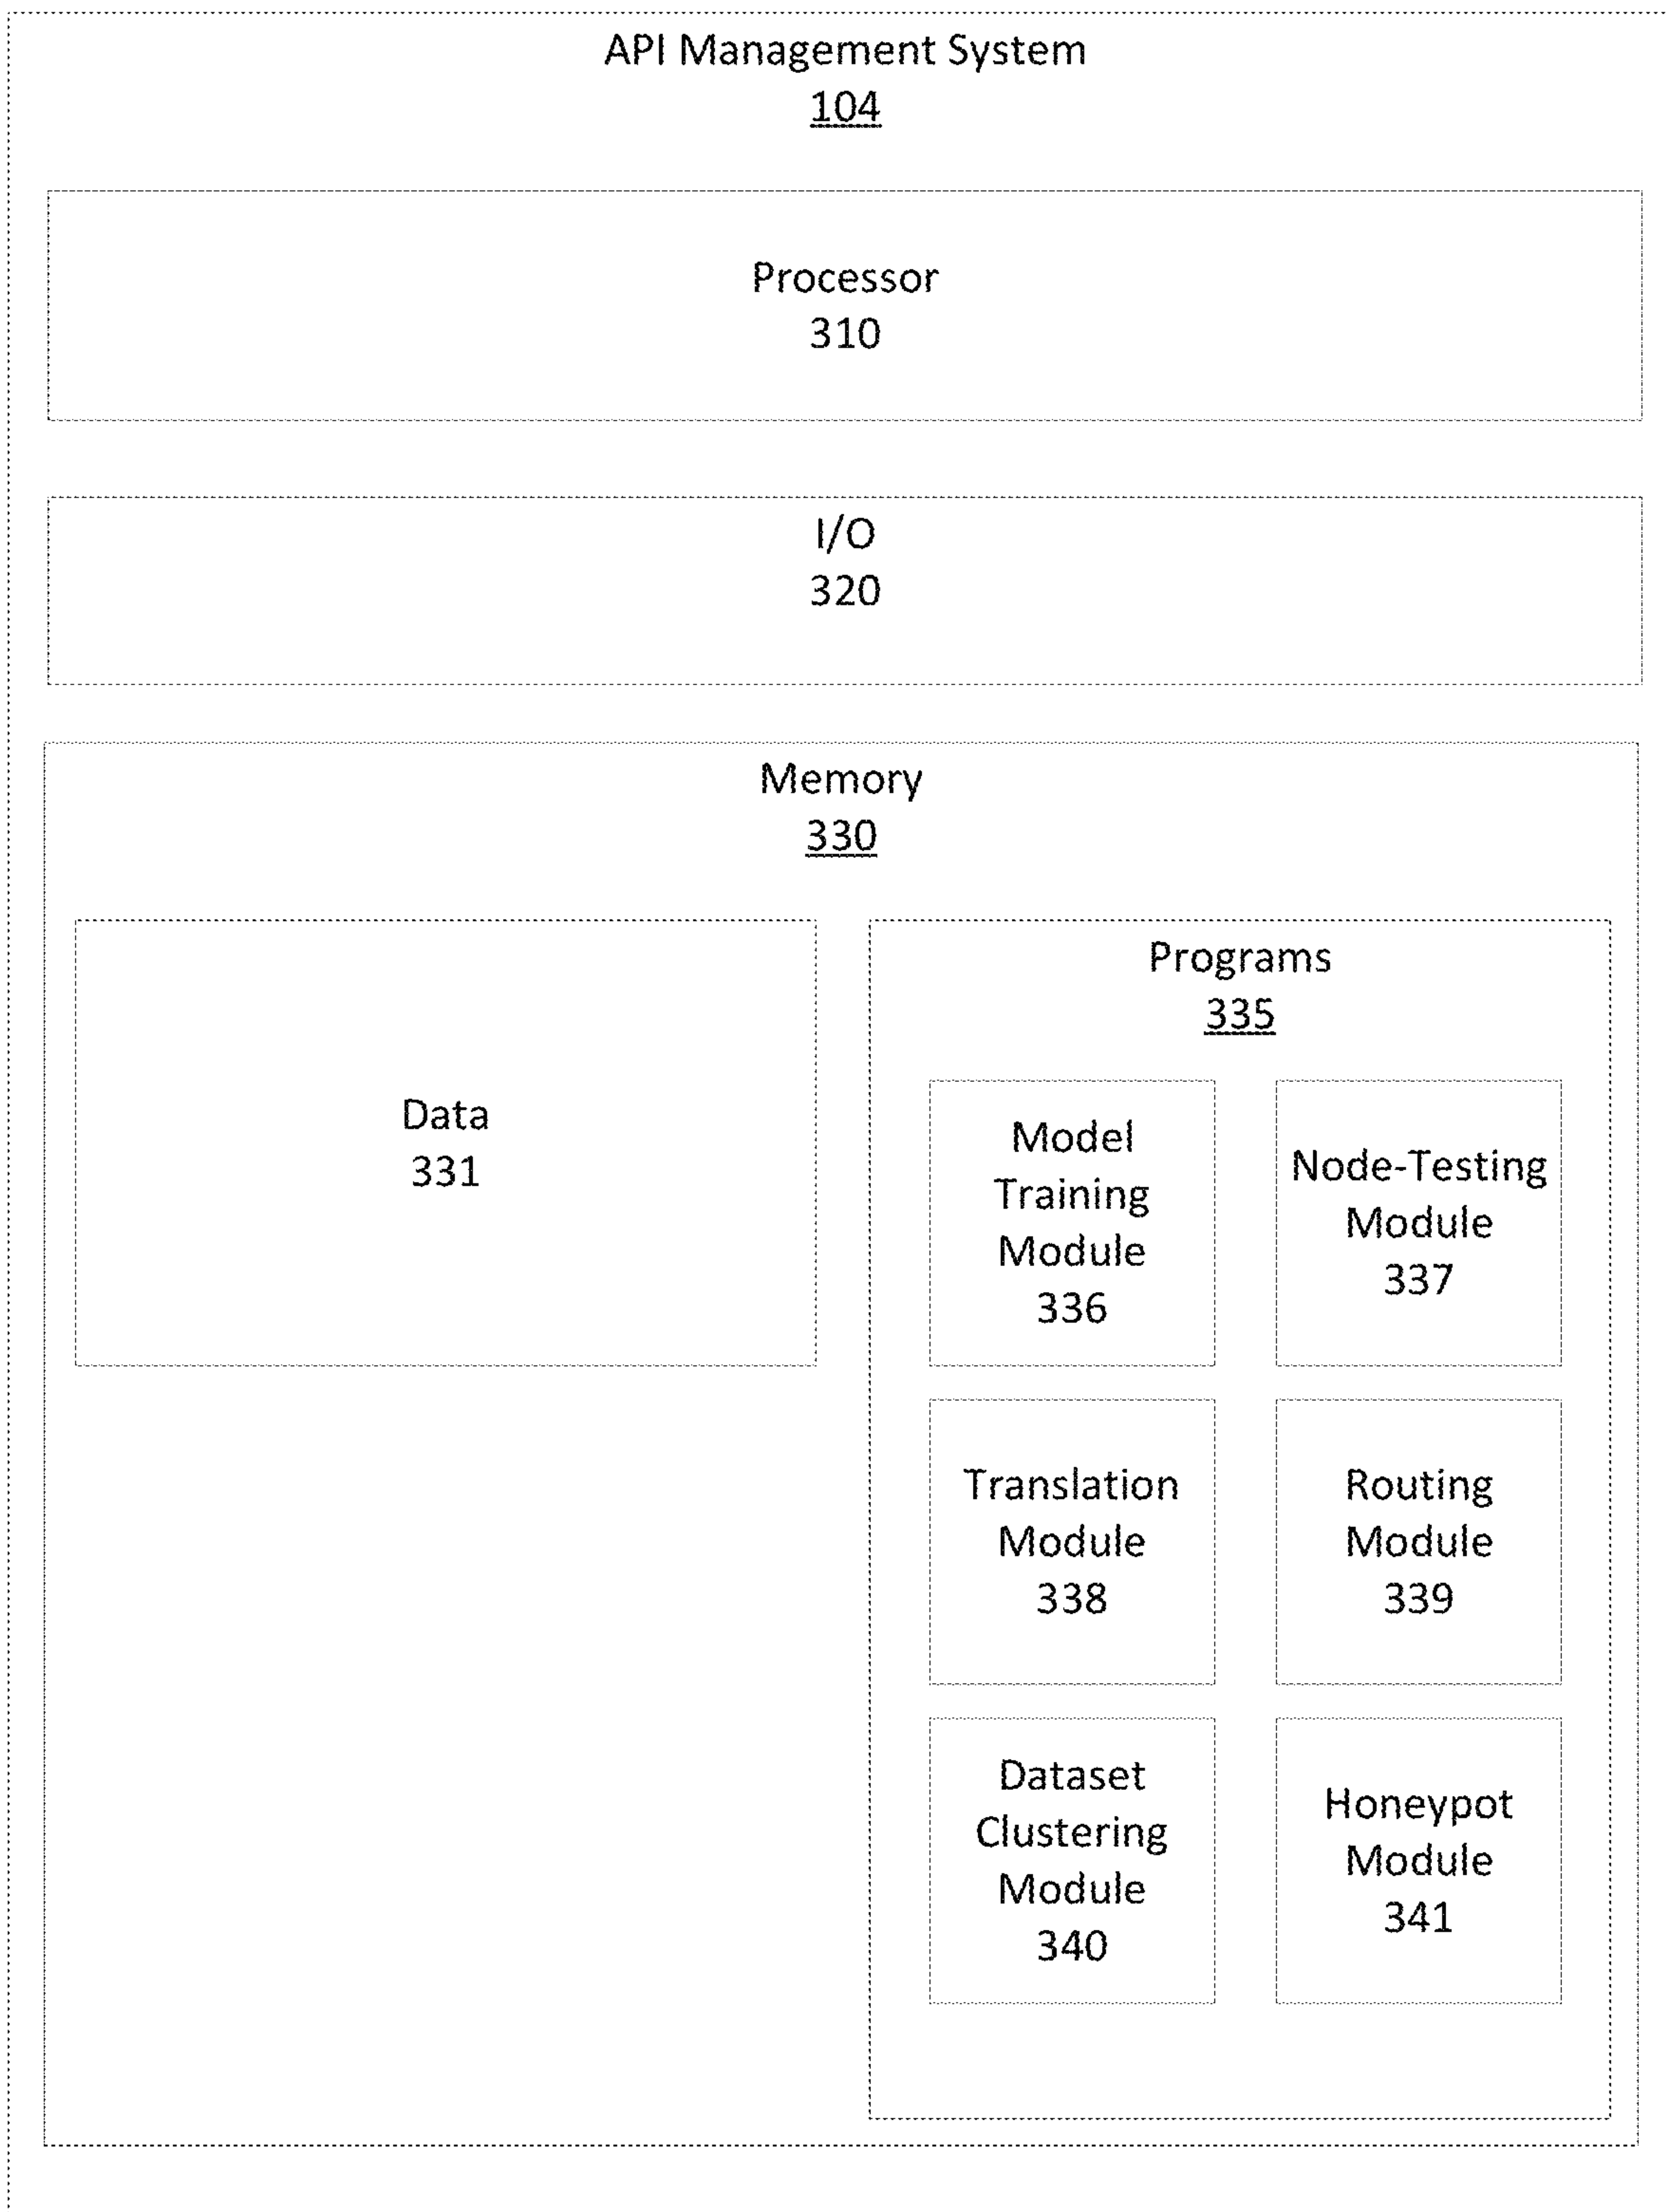 API Management System
104
Processor
310
I/O
320
Memory
330
Data
331
Programs
335
Model
Training
Module
336
Node-Testing
Module
337
Translation
Module
338
Routing
Module
339
Dataset
Clustering
Module
340
Honeypot
Module
341